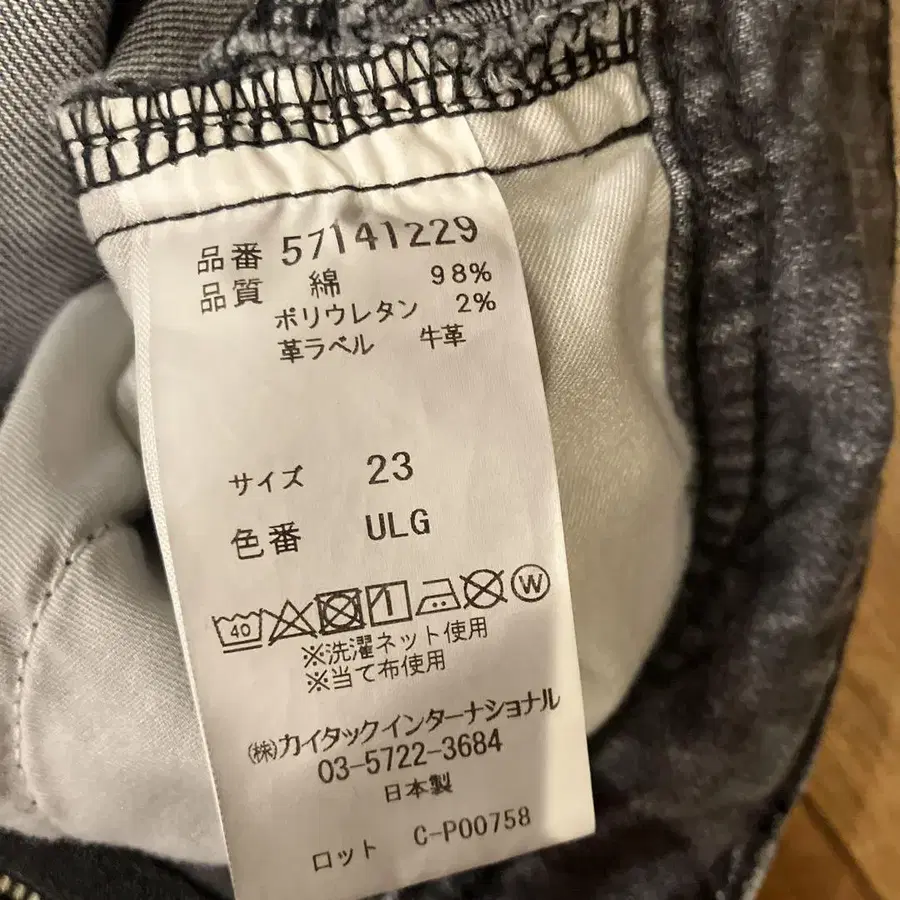 品番 57141229
品質 綿 98%
ポリウレタン 2%
革ラベル 牛革
サイズ 23
色番 ULG
40 W
※洗濯ネット使用
※当て布使用
㈱カイタックインターナショナル
03-5722-3684
日本製
ロット C-P00758